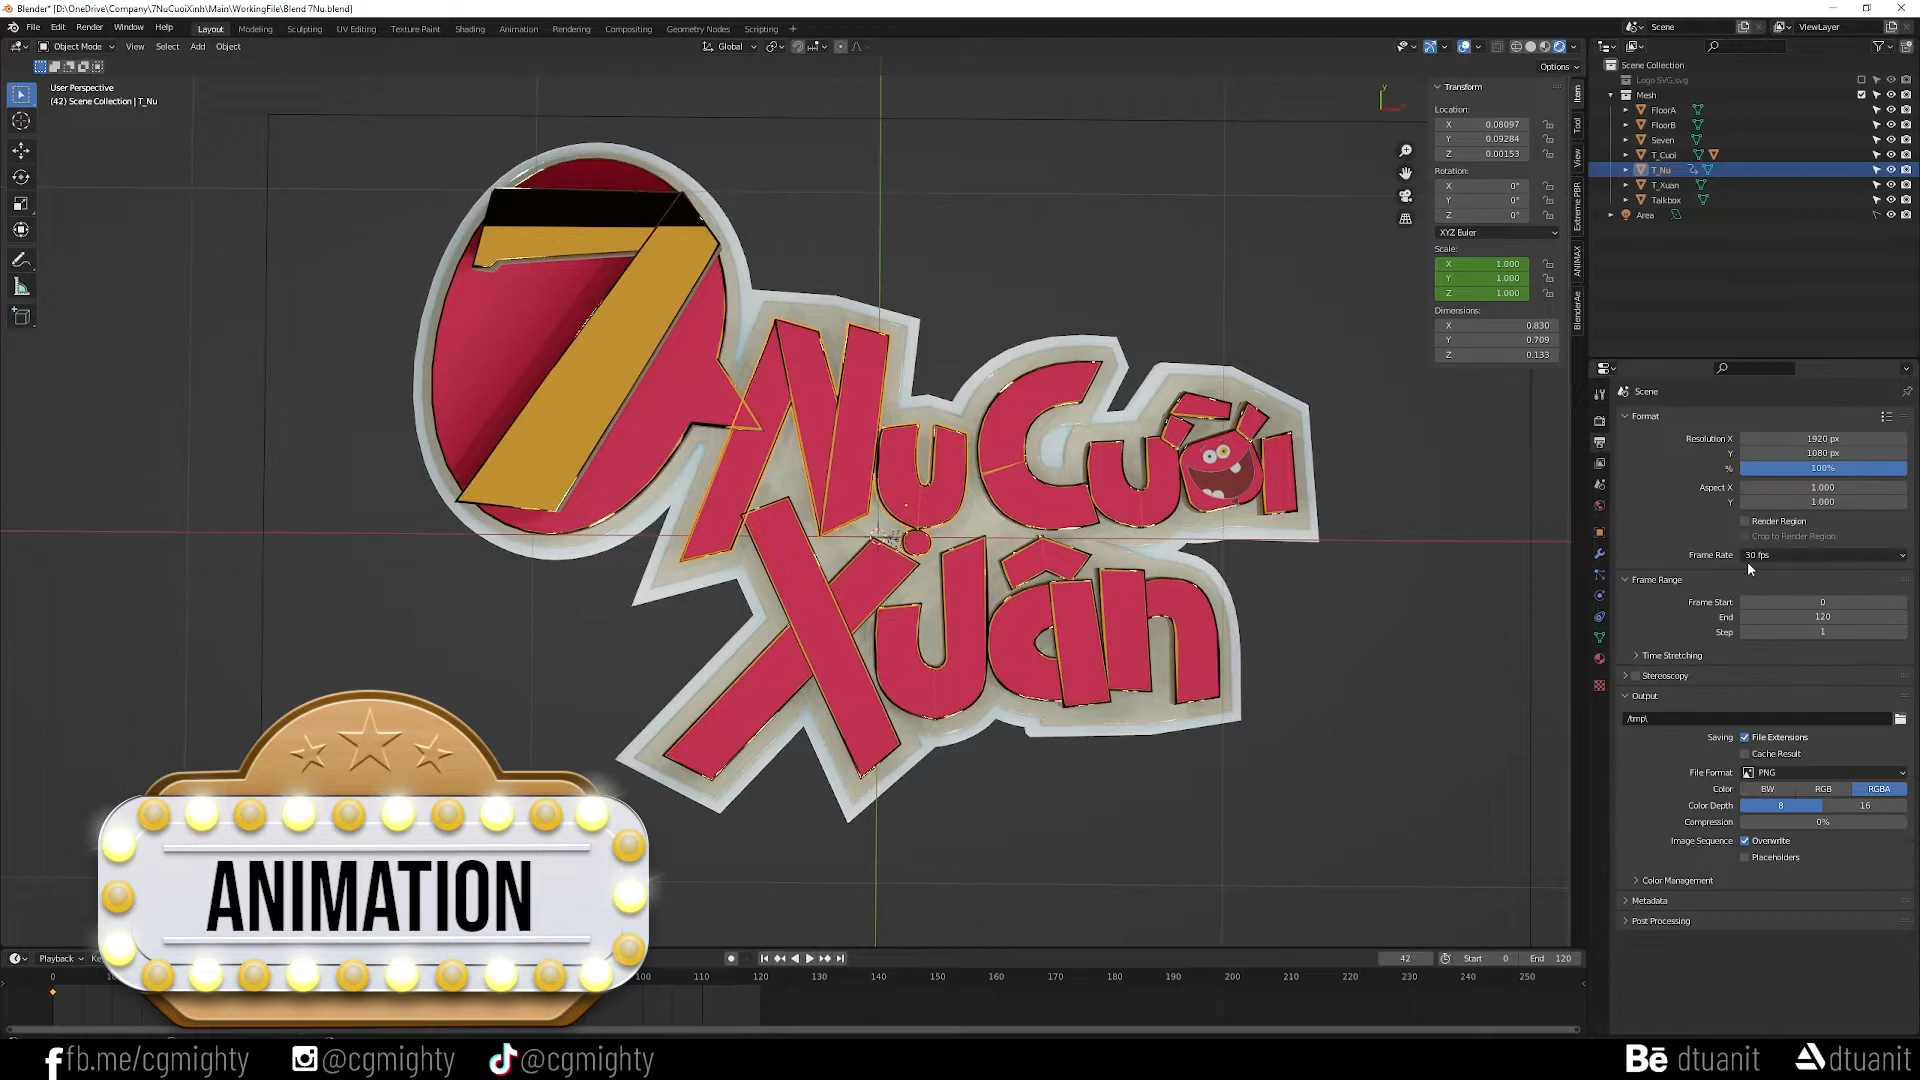 Blender* [D:\OneDrive\Company\7NuCuoiXinh\Main\WorkingFile\Blend 7Nu.blend]
File Edit Render Window Help Layout Modeling Sculpting UV Editing Texture Paint Shading Animation Rendering Compositing Geometry Nodes Scripting + Scene ViewLayer
Object Mode View Select Add Object Global
Options
User Perspective
(42) Scene Collection | T_Nu
7
Nụ Cười
Xuân
Transform
Location:
X 0.08097
Y 0.09284
Z 0.00153
Rotation:
X 0°
Y 0°
Z 0°
XYZ Euler
Scale:
X 1.000
Y 1.000
Z 1.000
Dimensions:
X 0.830
Y 0.709
Z 0.133
Item
Tool
View
Extreme PBR
ANIMAX
BlenderAe
Scene Collection
Logo SVG.svg
Mesh
FloorA
FloorB
Seven
T_Cuoi
T_Nu
T_Xuan
Talkbox
Area
Scene
Format
Resolution X 1920 px
Y 1080 px
% 100%
Aspect X 1.000
Y 1.000
Render Region
Crop to Render Region
Frame Rate 30 fps
Frame Range
Frame Start 0
End 120
Step 1
Time Stretching
Stereoscopy
Output
/tmp\
Saving File Extensions
Cache Result
File Format PNG
Color BW RGB RGBA
Color Depth 8 16
Compression 0%
Image Sequence Overwrite
Placeholders
Color Management
Metadata
Post Processing
ANIMATION
Playback 42 Start 0 End 120
0 100 110 120 130 140 150 160 170 180 190 200 210 220 230 240 250
fb.me/cgmighty @cgmighty @cgmighty Bē dtuanit dtuanit